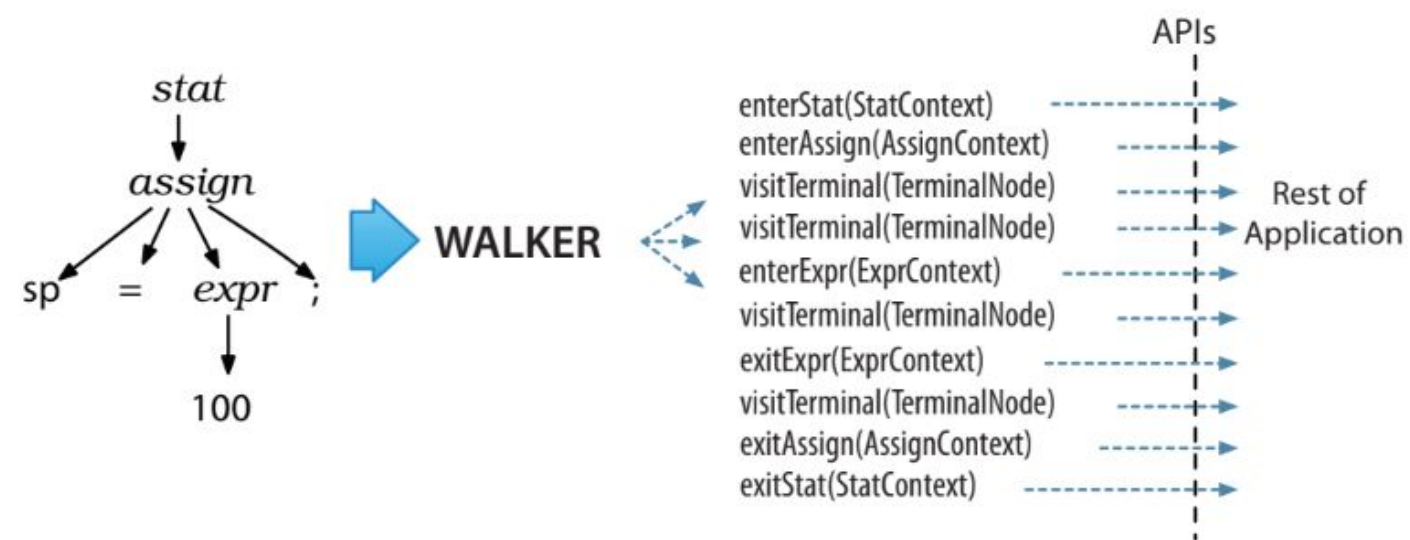 stat
assign
sp = expr ;
100
WALKER
enterStat(StatContext)
enterAssign(AssignContext)
visitTerminal(TerminalNode)
visitTerminal(TerminalNode)
enterExpr(ExprContext)
visitTerminal(TerminalNode)
exitExpr(ExprContext)
visitTerminal(TerminalNode)
exitAssign(AssignContext)
exitStat(StatContext)
APIs
Rest of
Application